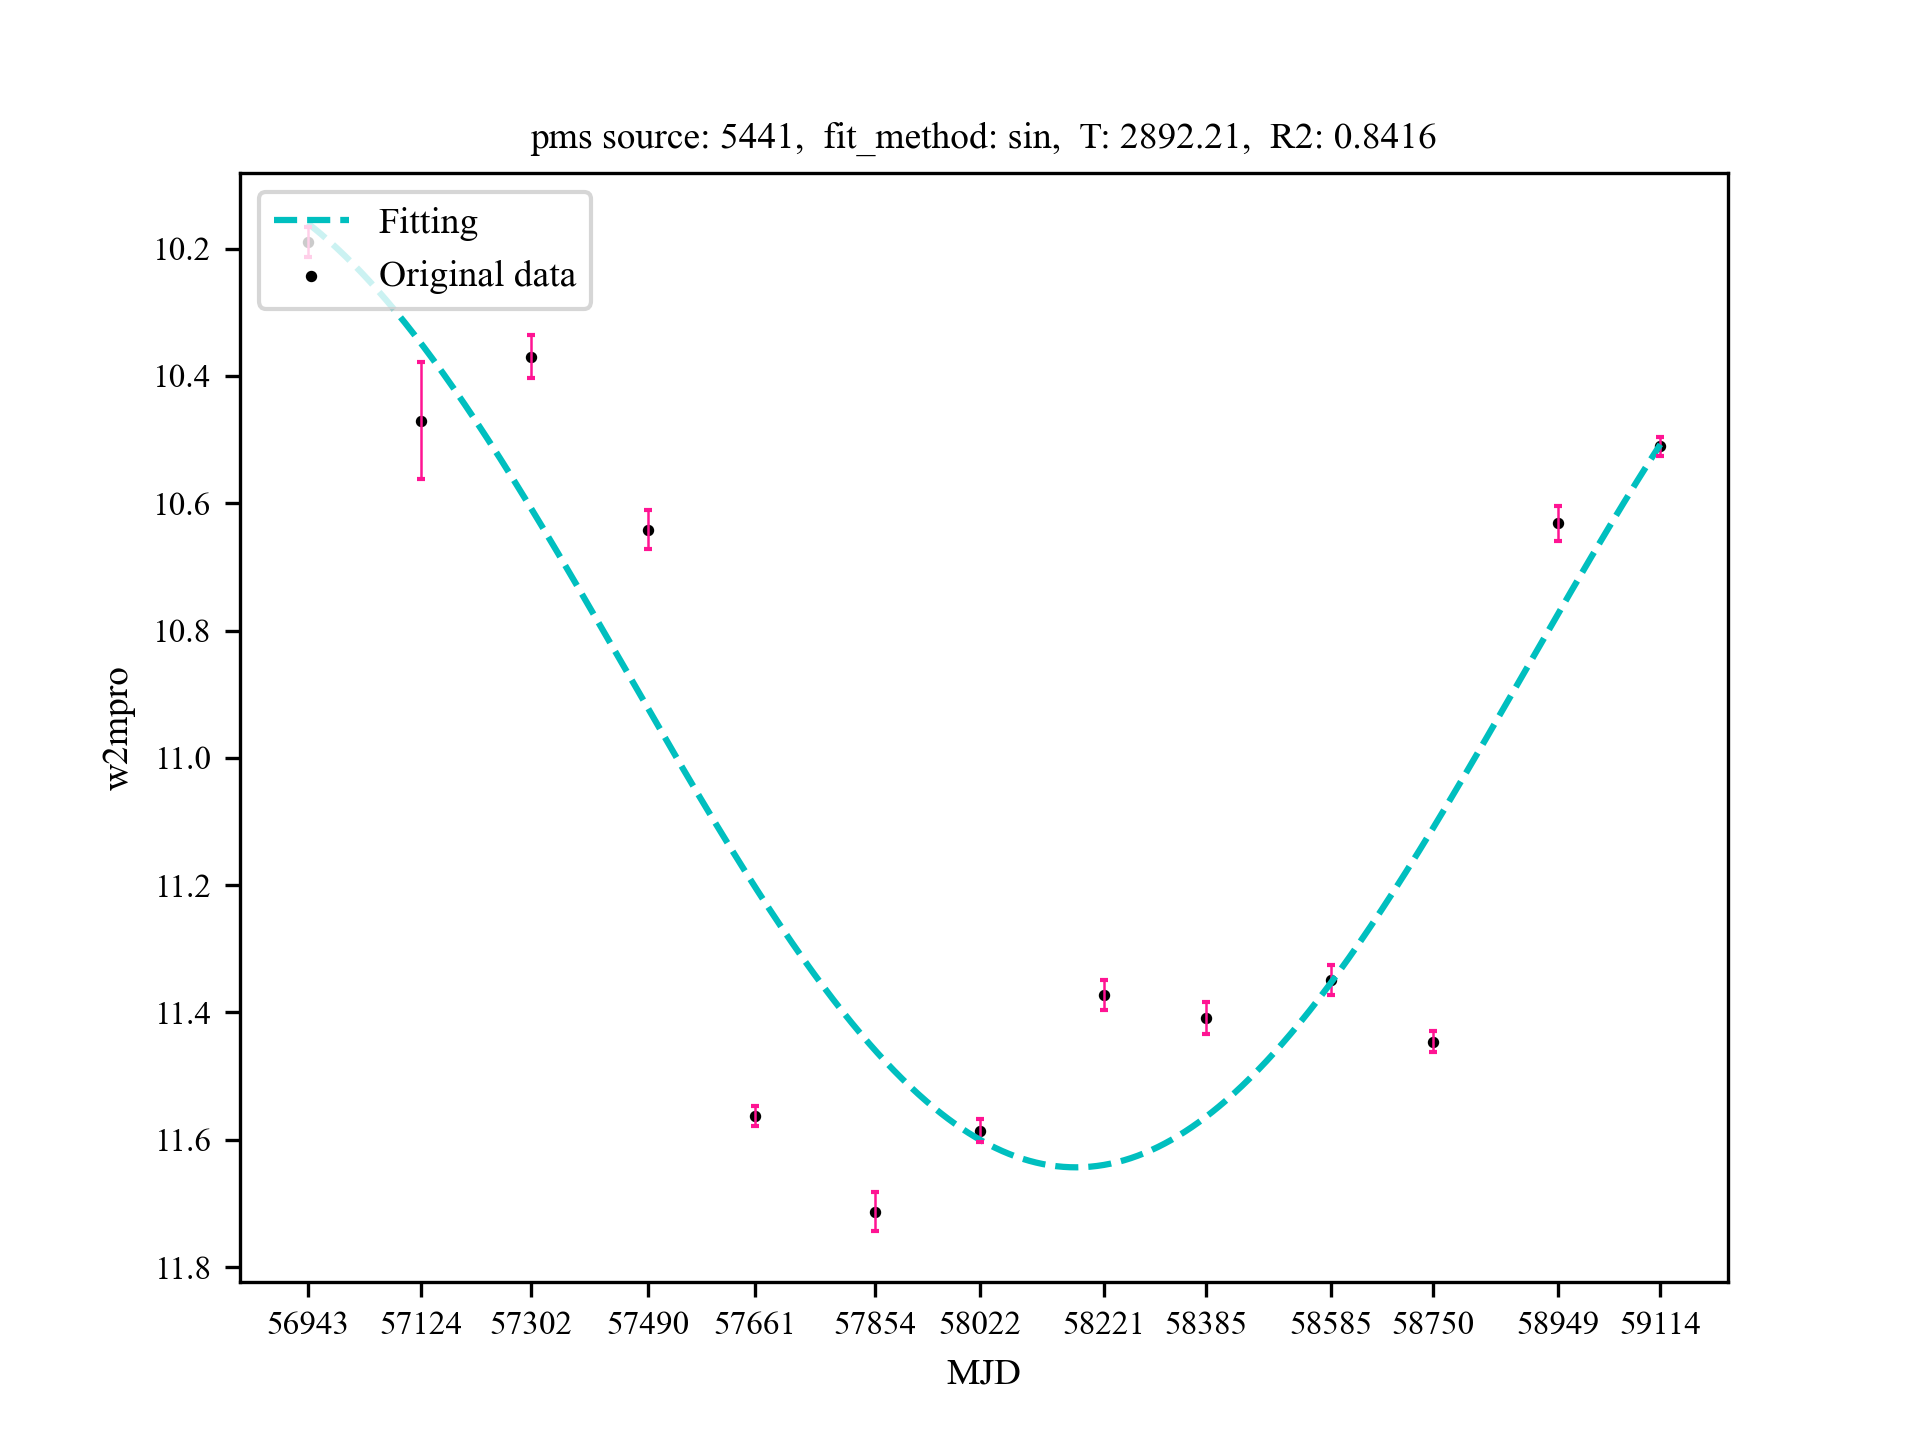 pms source: 5441,  fit_method: sin,  T: 2892.21,  R2: 0.8416
Fitting
Original data
10.2
10.4
10.6
10.8
11.0
11.2
11.4
11.6
11.8
w2mpro
56943 57124 57302 57490 57661 57854 58022 58221 58385 58585 58750 58949 59114
MJD